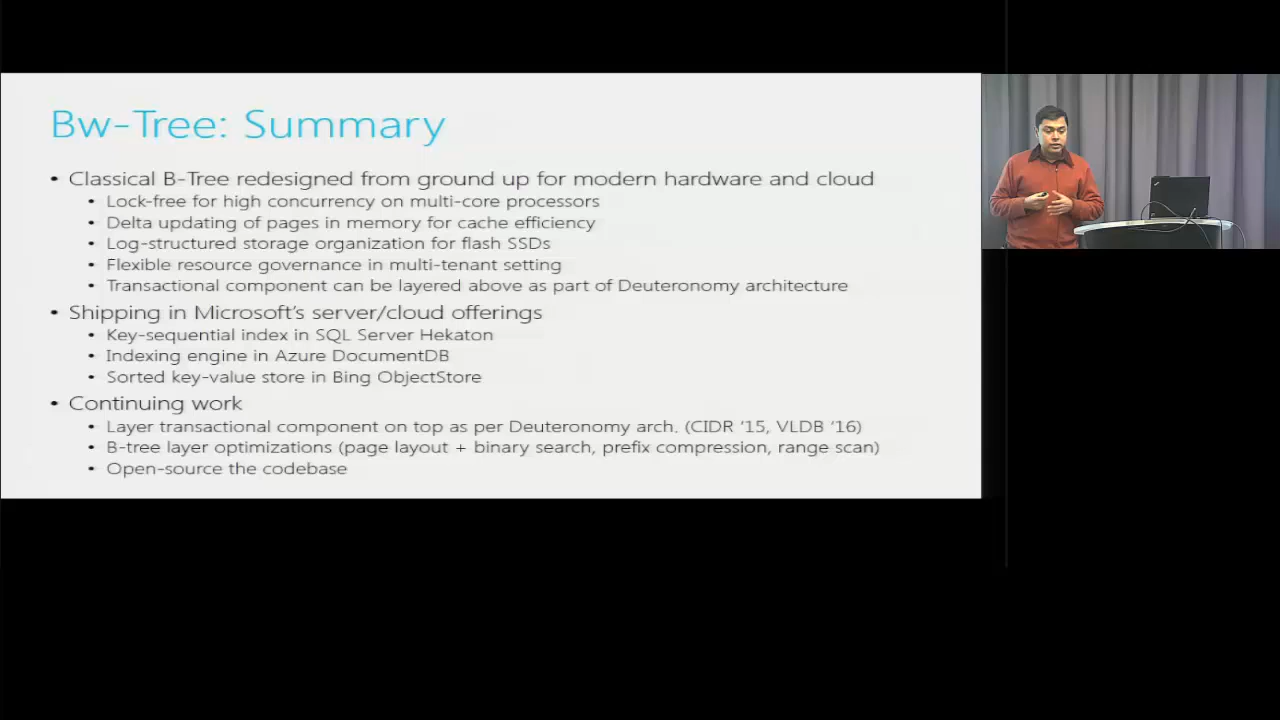 Bw-Tree: Summary
• Classical B-Tree redesigned from ground up for modern hardware and cloud
• Lock-free for high concurrency on multi-core processors
• Delta updating of pages in memory for cache efficiency
• Log-structured storage organization for flash SSDs
• Flexible resource governance in multi-tenant setting
• Transactional component can be layered above as part of Deuteronomy architecture
• Shipping in Microsoft's server/cloud offerings
• Key-sequential index in SQL Server Hekaton
• Indexing engine in Azure DocumentDB
• Sorted key-value store in Bing ObjectStore
• Continuing work
• Layer transactional component on top as per Deuteronomy arch. (CIDR '15, VLDB '16)
• B-tree layer optimizations (page layout + binary search, prefix compression, range scan)
• Open-source the codebase